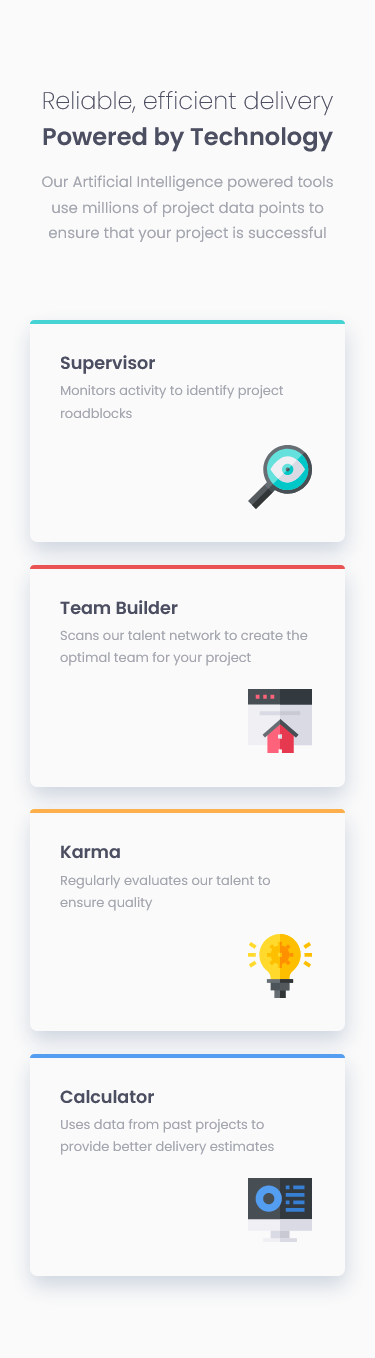 Reliable, efficient delivery
Powered by Technology
Our Artificial Intelligence powered tools
use millions of project data points to
ensure that your project is successful
Supervisor
Monitors activity to identify project
roadblocks
Team Builder
Scans our talent network to create the
optimal team for your project
Karma
Regularly evaluates our talent to
ensure quality
Calculator
Uses data from past projects to
provide better delivery estimates